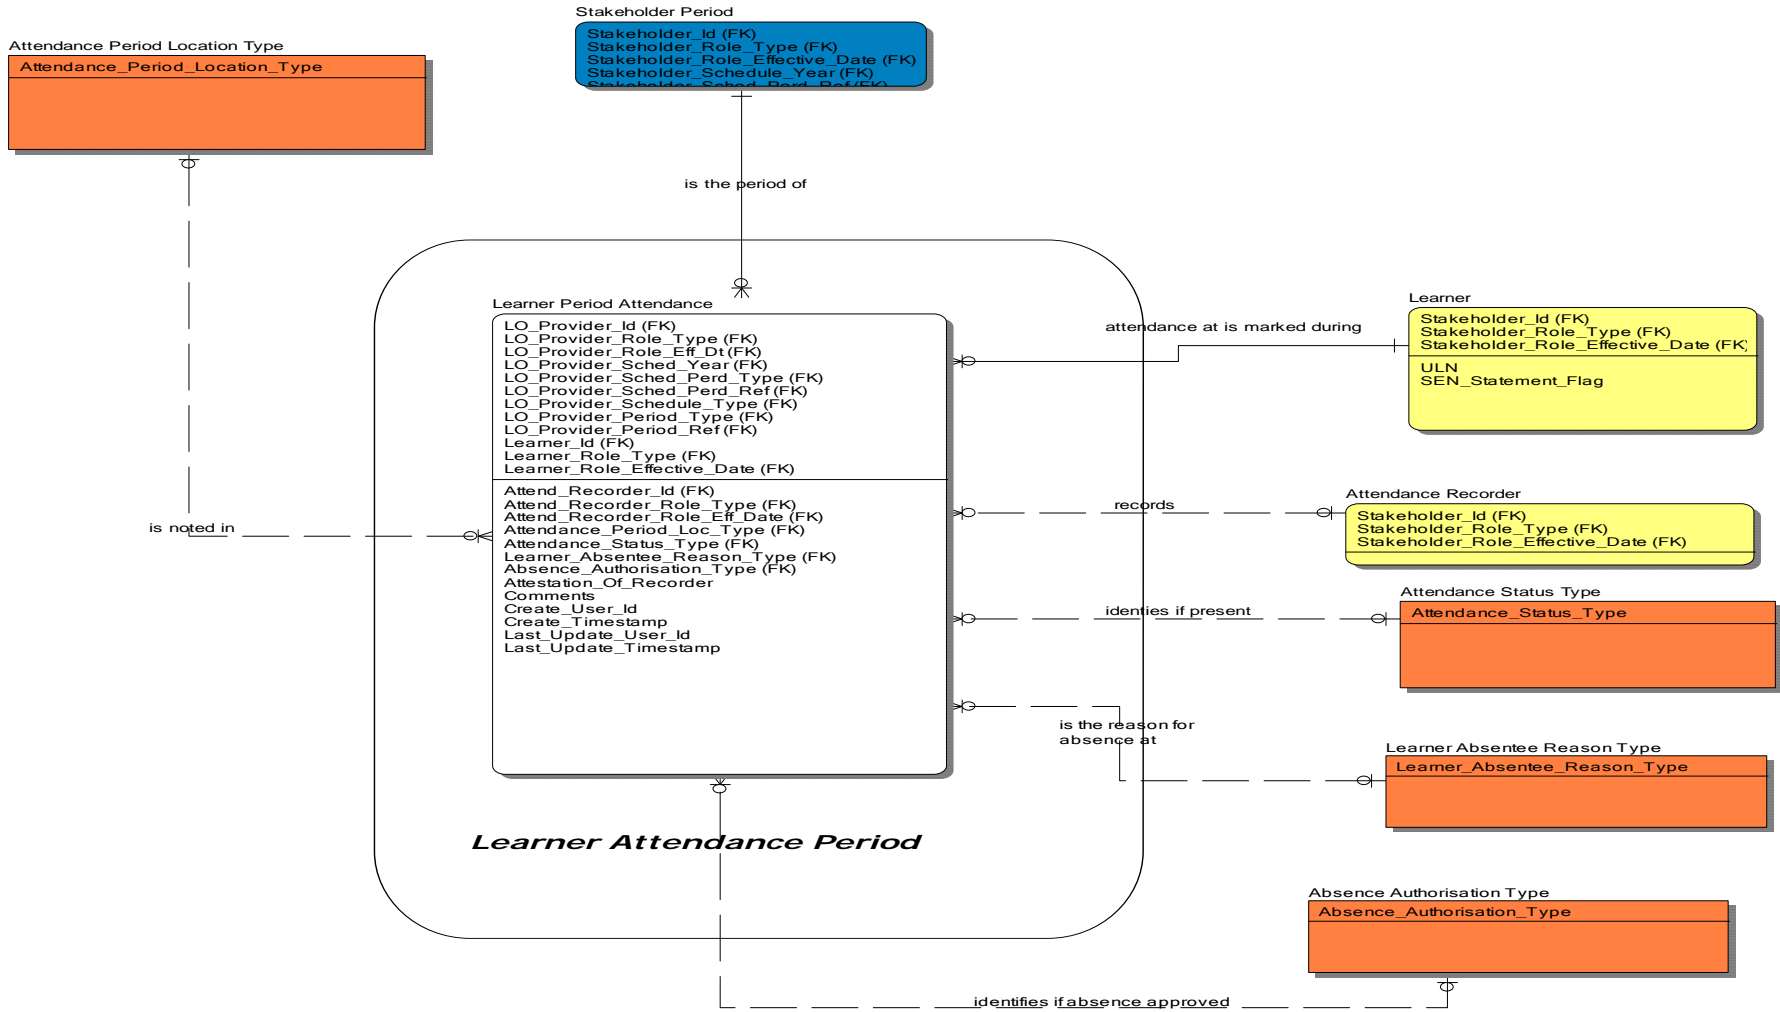 Stakeholder Period
Stakeholder_Id (FK)
Stakeholder_Role_Type (FK)
Stakeholder_Role_Effective_Date (FK)
Stakeholder_Schedule_Year (FK)
Stakeholder_Sched_Perd_Ref (FK)
Attendance Period Location Type
Attendance_Period_Location_Type
is the period of
Learner Period Attendance
LO_Provider_Id (FK)
LO_Provider_Role_Type (FK)
LO_Provider_Role_Eff_Dt (FK)
LO_Provider_Sched_Year (FK)
LO_Provider_Sched_Perd_Type (FK)
LO_Provider_Sched_Perd_Ref (FK)
LO_Provider_Schedule_Type (FK)
LO_Provider_Period_Type (FK)
LO_Provider_Period_Ref (FK)
Learner_Id (FK)
Learner_Role_Type (FK)
Learner_Role_Effective_Date (FK)
Attend_Recorder_Id (FK)
Attend_Recorder_Role_Type (FK)
Attend_Recorder_Role_Eff_Date (FK)
Attendance_Period_Loc_Type (FK)
Attendance_Status_Type (FK)
Learner_Absentee_Reason_Type (FK)
Absence_Authorisation_Type (FK)
Attestation_Of_Recorder
Comments
Create_User_Id
Create_Timestamp
Last_Update_User_Id
Last_Update_Timestamp
is noted in
Learner Attendance Period
attendance at is marked during
Learner
Stakeholder_Id (FK)
Stakeholder_Role_Type (FK)
Stakeholder_Role_Effective_Date (FK)
ULN
SEN_Statement_Flag
records
Attendance Recorder
Stakeholder_Id (FK)
Stakeholder_Role_Type (FK)
Stakeholder_Role_Effective_Date (FK)
identies if present
Attendance Status Type
Attendance_Status_Type
is the reason for
absence at
Learner Absentee Reason Type
Learner_Absentee_Reason_Type
Absence Authorisation Type
Absence_Authorisation_Type
identifies if absence approved